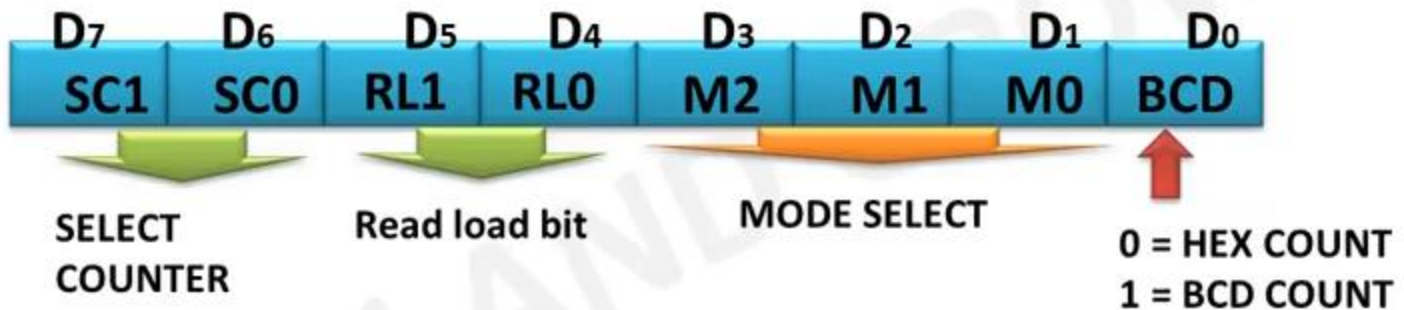 D7 D6 D5 D4 D3 D2 D1 D0
SC1 SC0 RL1 RL0 M2 M1 M0 BCD
SELECT
COUNTER
Read load bit
MODE SELECT
0 = HEX COUNT
1 = BCD COUNT